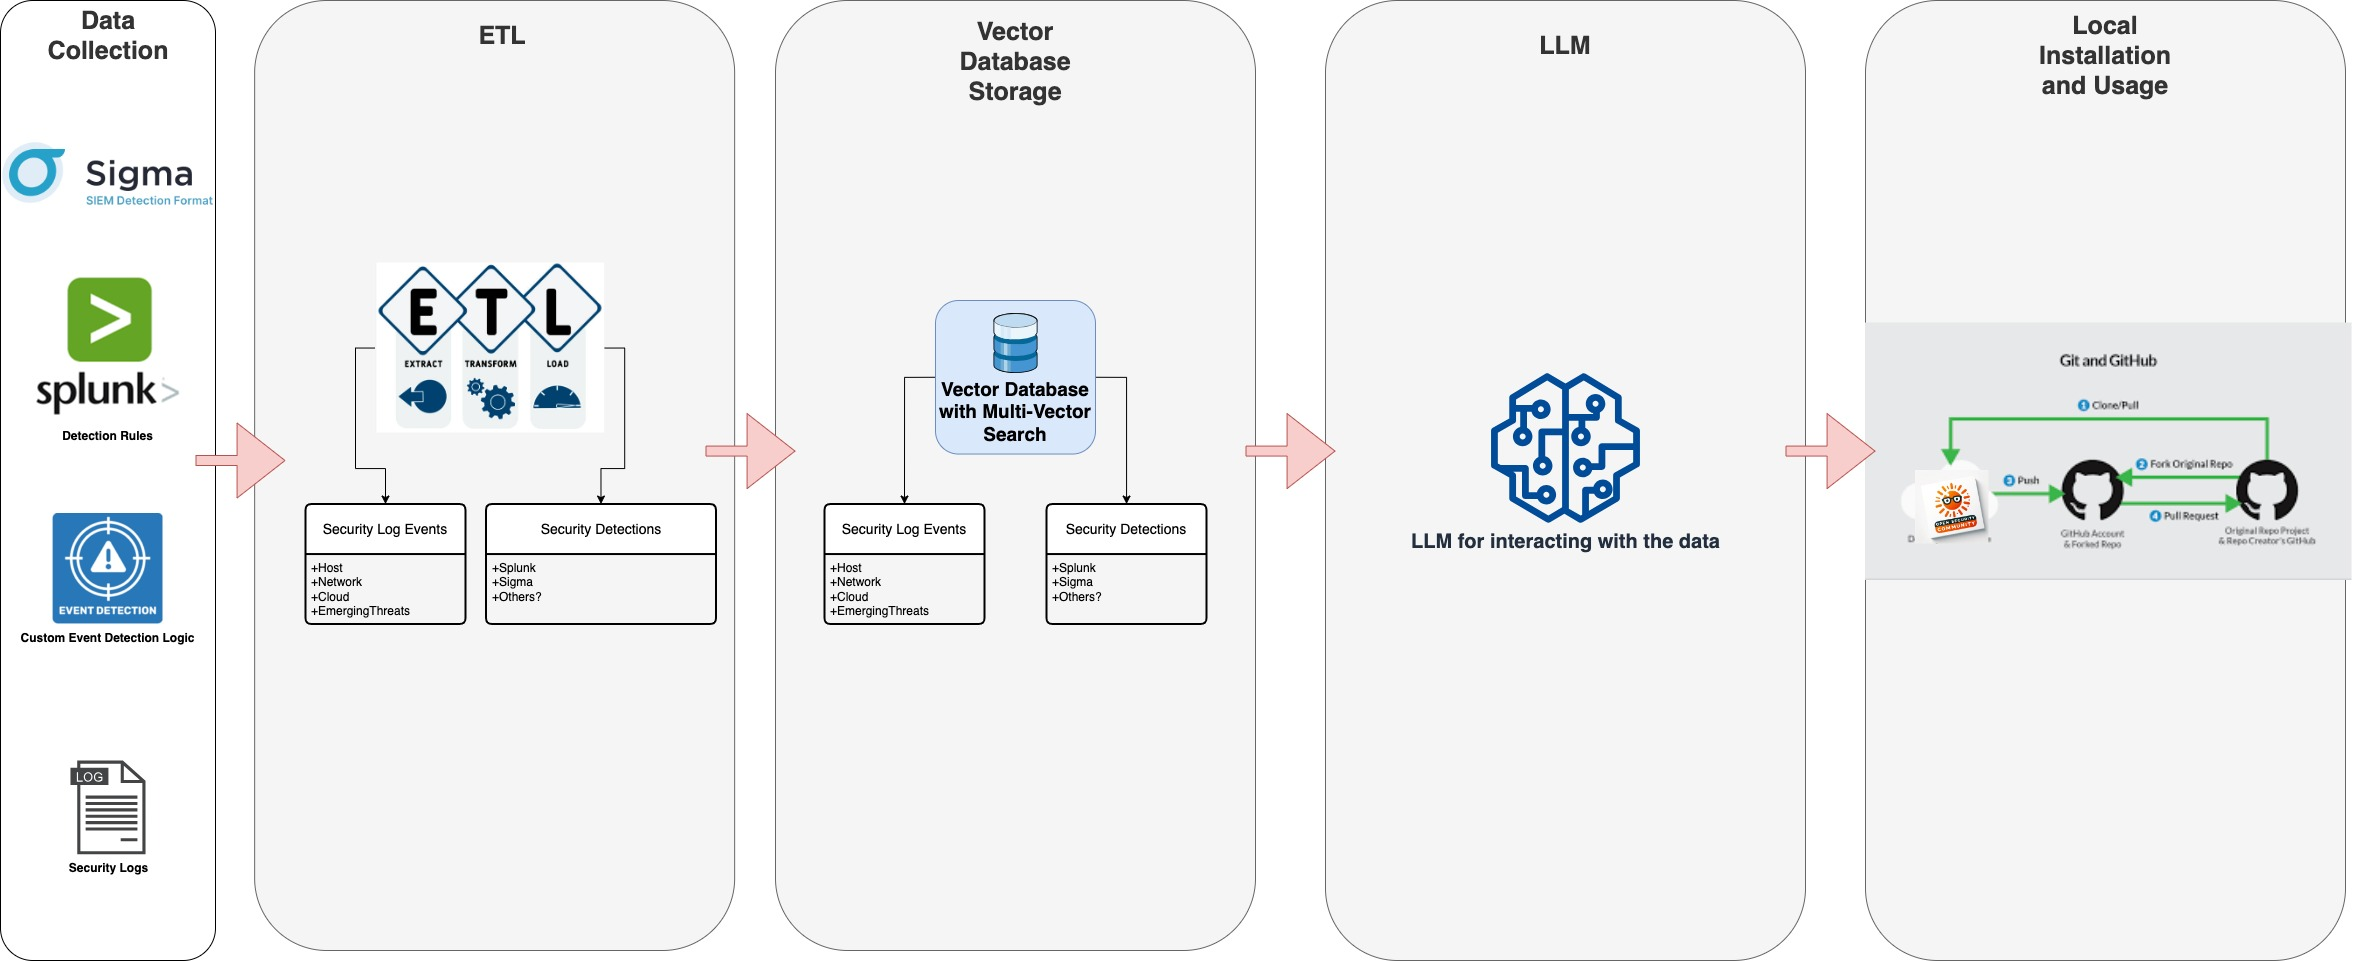 Data
Collection
Sigma
SIEM Detection Format
>
splunk>
Detection Rules
EVENT DETECTION
Custom Event Detection Logic
LOG
Security Logs
ETL
E T L
EXTRACT TRANSFORM LOAD
Security Log Events
+Host
+Network
+Cloud
+EmergingThreats
Security Detections
+Splunk
+Sigma
+Others?
Vector
Database
Storage
Vector Database
with Multi-Vector
Search
Security Log Events
+Host
+Network
+Cloud
+EmergingThreats
Security Detections
+Splunk
+Sigma
+Others?
LLM
LLM for interacting with the data
Local
Installation
and Usage
Git and GitHub
1 Clone/Pull
2 Fork Original Repo
3 Push
4 Pull Request
OPEN SECURITY
COMMUNITY
D
GitHub Account
& Forked Repo
Original Repo Project
& Repo Creator's GitHub